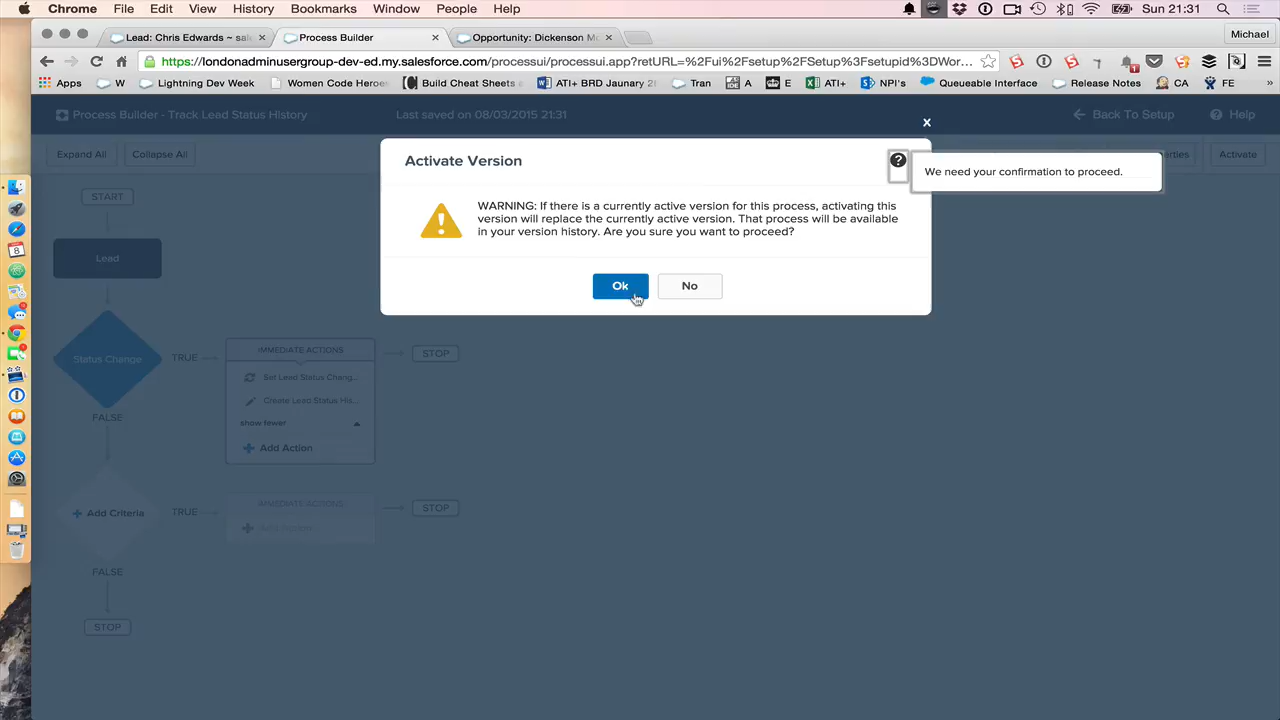 Chrome File Edit View History Bookmarks Window People Help Sun 21:31
Lead: Chris Edwards ~ sale
Process Builder
Opportunity: Dickenson Mo
Michael
https://londonadminusergroup-dev-ed.my.salesforce.com/processui/processui.app?retURL=%2Fui%2Fsetup%2FSetup%3Fsetupid%3DWor...
Apps W Lightning Dev Week Women Code Heroes Build Cheat Sheets ATI+ BRD Jaunary 2 Tran A E ATI+ NPI's Queueable Interface Release Notes CA FE »
Process Builder - Track Lead Status History Last saved on 08/03/2015 21:31 Back To Setup Help
Expand All Collapse All Activate
x
Activate Version
?
We need your confirmation to proceed.
WARNING: If there is a currently active version for this process, activating this
version will replace the currently active version. That process will be available
in your version history. Are you sure you want to proceed?
Ok No
START
Lead
Status Change TRUE
IMMEDIATE ACTIONS
Set Lead Status Chang...
Create Lead Status His...
show fewer
Add Action
STOP
FALSE
Add Criteria TRUE
IMMEDIATE ACTIONS
Add Action
STOP
FALSE
STOP